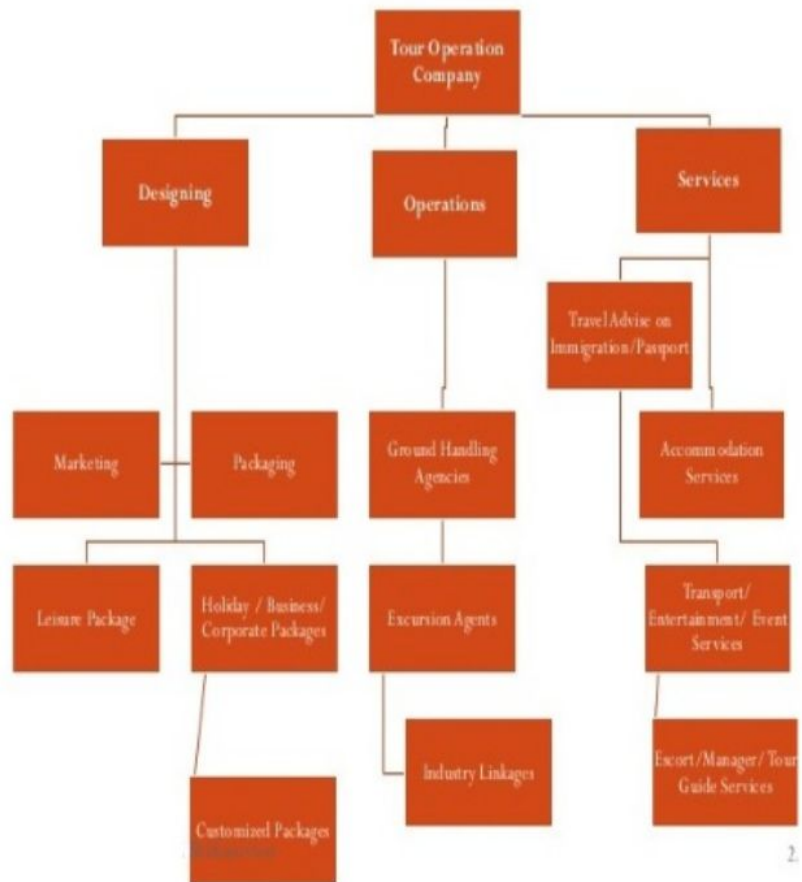 Tour Operation
Company
Designing
Operations
Services
Travel Advise on
Immigration/Passport
Marketing
Packaging
Ground Handling
Agencies
Accommodation
Services
Leisure Package
Holiday / Business/
Corporate Packages
Excursion Agents
Transport/
Entertainment/ Event
Services
Industry Linkages
Escort/Manager/ Tour
Guide Services
Customized Packages
2.